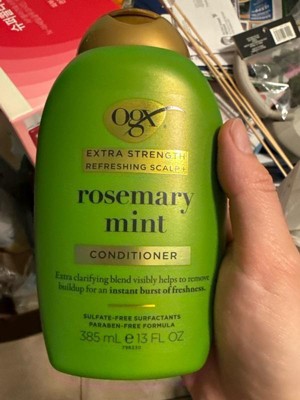 ogx
EXTRA STRENGTH
REFRESHING SCALP+
rosemary
mint
CONDITIONER
Extra clarifying blend visibly helps to remove
buildup for an instant burst of freshness.
SULFATE-FREE SURFACTANTS
PARABEN-FREE FORMULA
385 mL e 13 FL OZ